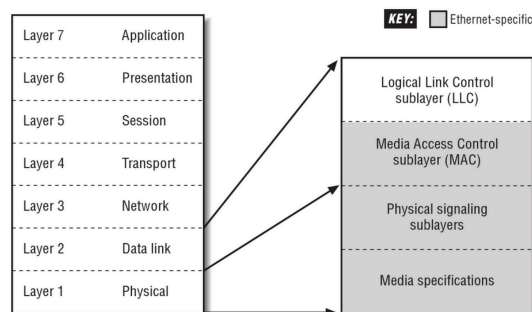 KEY: Ethernet-specific
Layer 7 Application
Layer 6 Presentation
Layer 5 Session
Layer 4 Transport
Layer 3 Network
Layer 2 Data link
Layer 1 Physical
Logical Link Control
sublayer (LLC)
Media Access Control
sublayer (MAC)
Physical signaling
sublayers
Media specifications